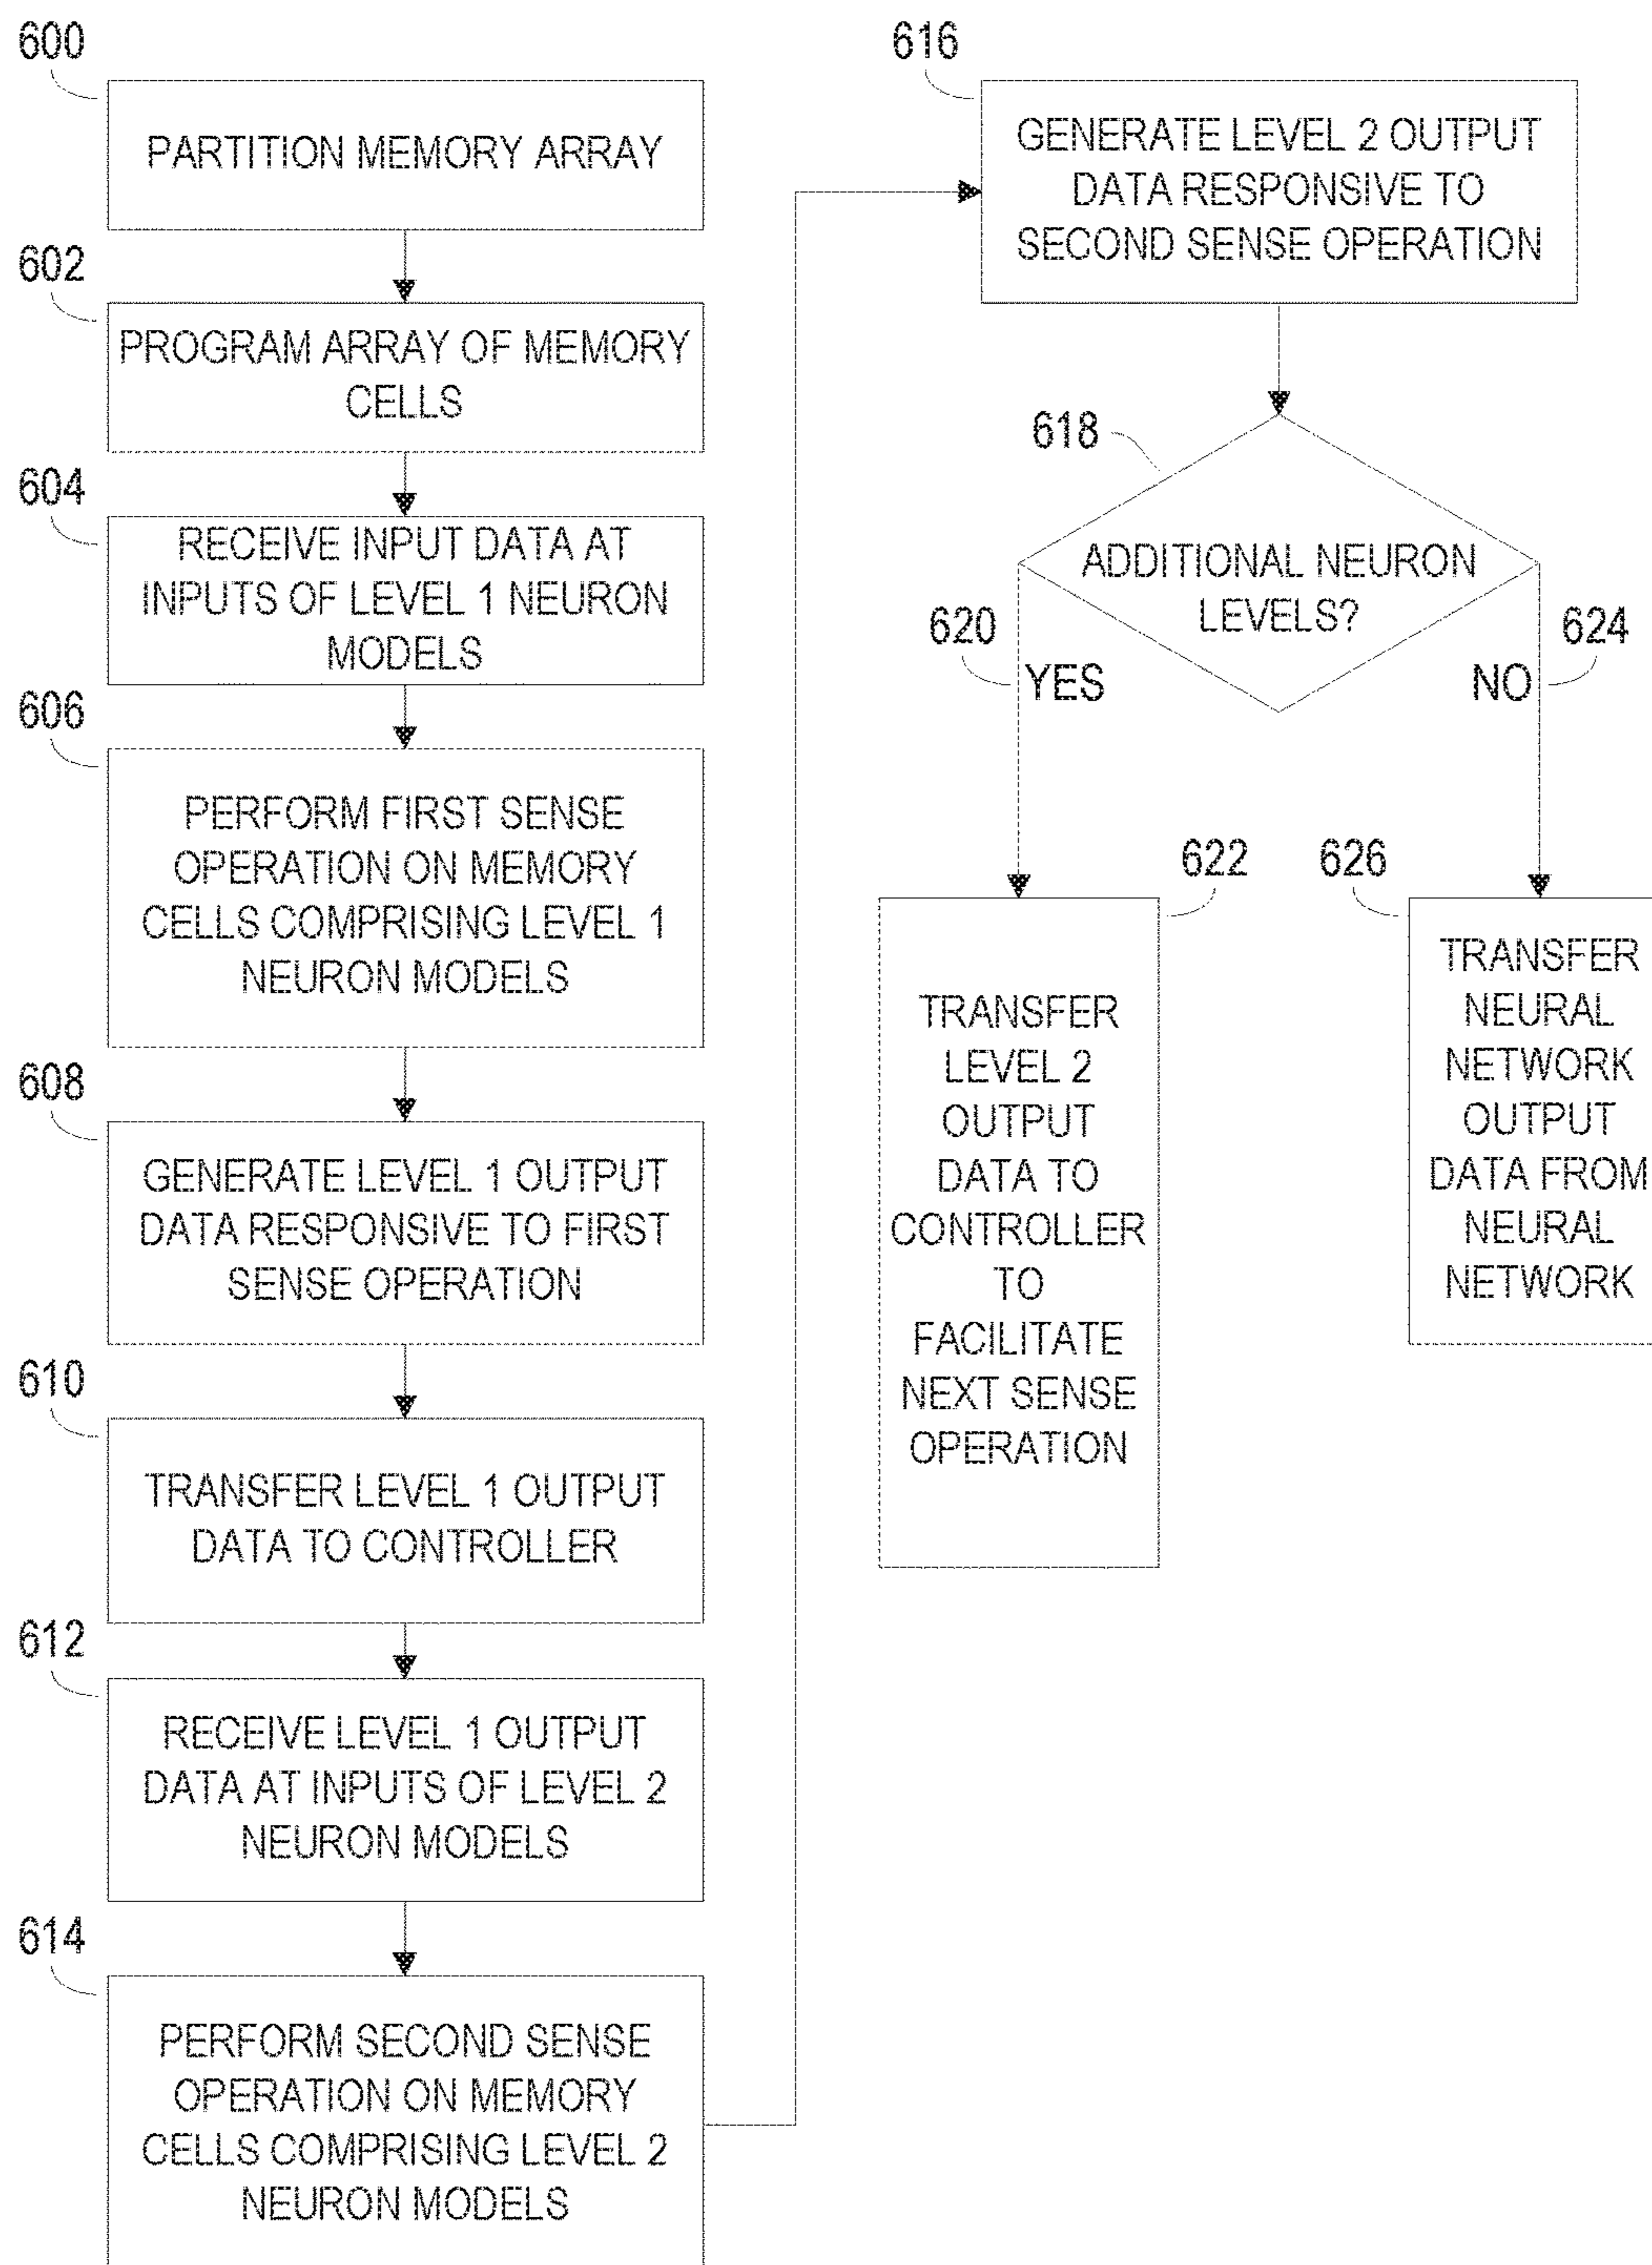 600
PARTITION MEMORY ARRAY
602
PROGRAM ARRAY OF MEMORY
CELLS
604
RECEIVE INPUT DATA AT
INPUTS OF LEVEL 1 NEURON
MODELS
606
PERFORM FIRST SENSE
OPERATION ON MEMORY
CELLS COMPRISING LEVEL 1
NEURON MODELS
608
GENERATE LEVEL 1 OUTPUT
DATA RESPONSIVE TO FIRST
SENSE OPERATION
610
TRANSFER LEVEL 1 OUTPUT
DATA TO CONTROLLER
612
RECEIVE LEVEL 1 OUTPUT
DATA AT INPUTS OF LEVEL 2
NEURON MODELS
614
PERFORM SECOND SENSE
OPERATION ON MEMORY
CELLS COMPRISING LEVEL 2
NEURON MODELS
616
GENERATE LEVEL 2 OUTPUT
DATA RESPONSIVE TO
SECOND SENSE OPERATION
618
ADDITIONAL NEURON
LEVELS?
620
YES
624
NO
622
TRANSFER
LEVEL 2
OUTPUT
DATA TO
CONTROLLER
TO
FACILITATE
NEXT SENSE
OPERATION
626
TRANSFER
NEURAL
NETWORK
OUTPUT
DATA FROM
NEURAL
NETWORK